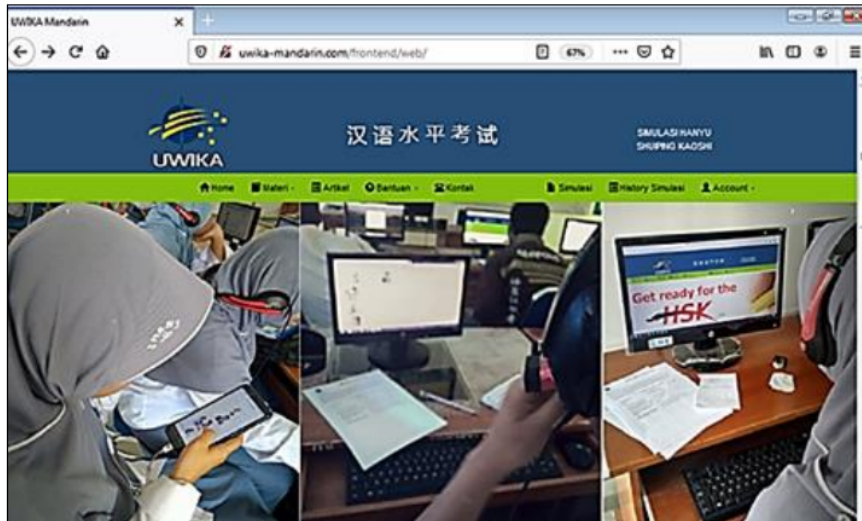 UWIKA Mandarin
uwika-mandarin.com/frontend/web/
67%
UWIKA
汉语水平考试
SIMULASI HANYU
SHUIPING KAOSHI
Home Materi Artikel Bantuan Kontak Simulasi History Simulasi Account
Get ready for the
HSK